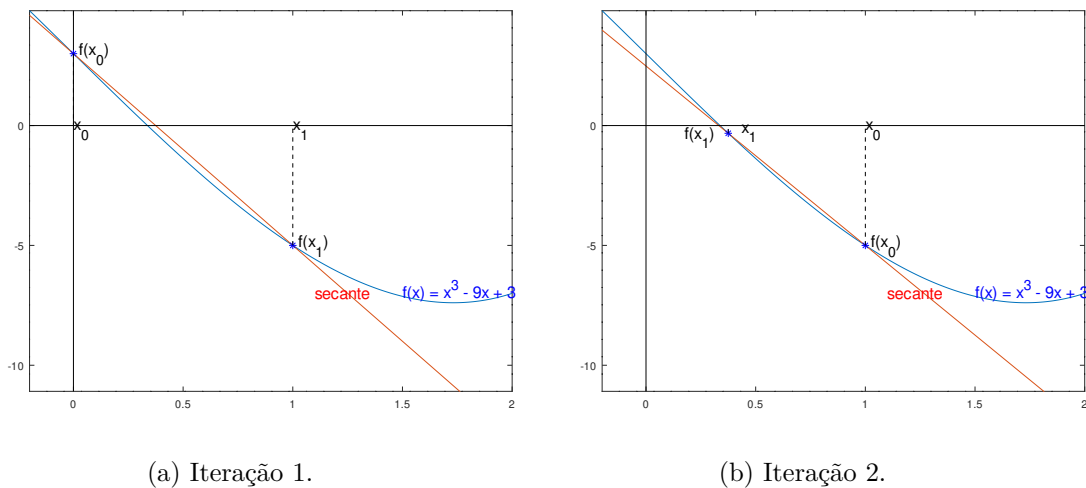 f(x0)
x0
x1
f(x1)
secante
f(x) = x^3 - 9x + 3
0
-5
-10
0
0.5
1
1.5
2
(a) Iteração 1.
f(x1)
x1
x0
f(x0)
secante
f(x) = x^3 - 9x + 3
0
-5
-10
0
0.5
1
1.5
2
(b) Iteração 2.